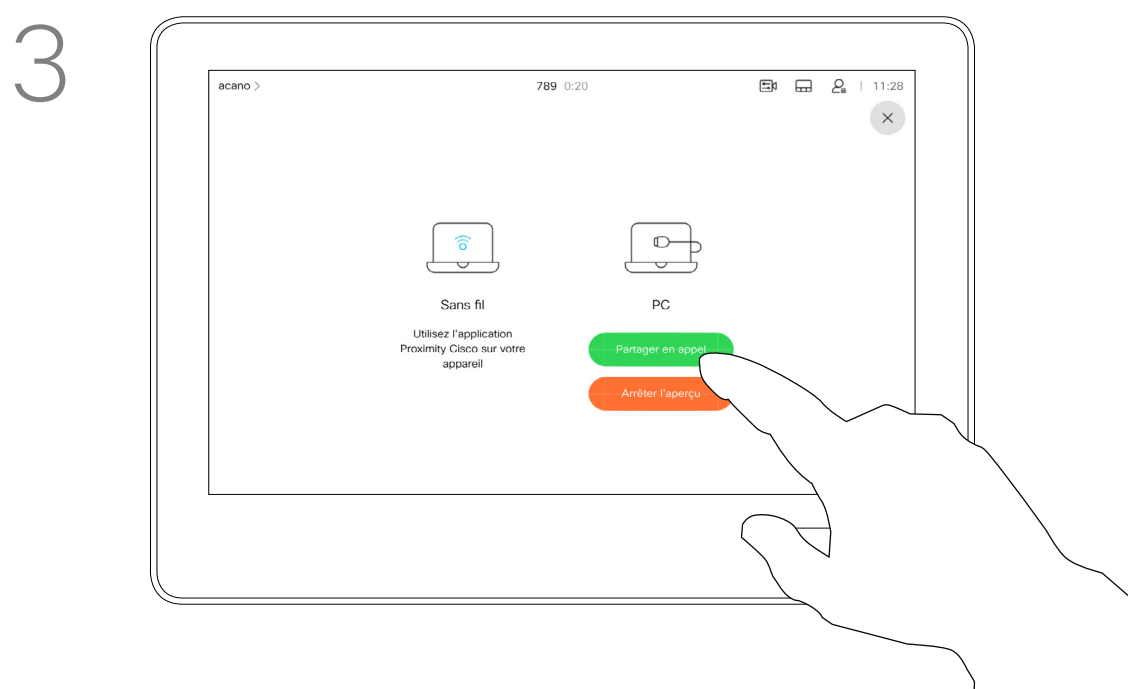 3
acano >
789 0:20
11:28
Sans fil
Utilisez l'application
Proximity Cisco sur votre
appareil
PC
Partager en appel
Arrêter l'aperçu